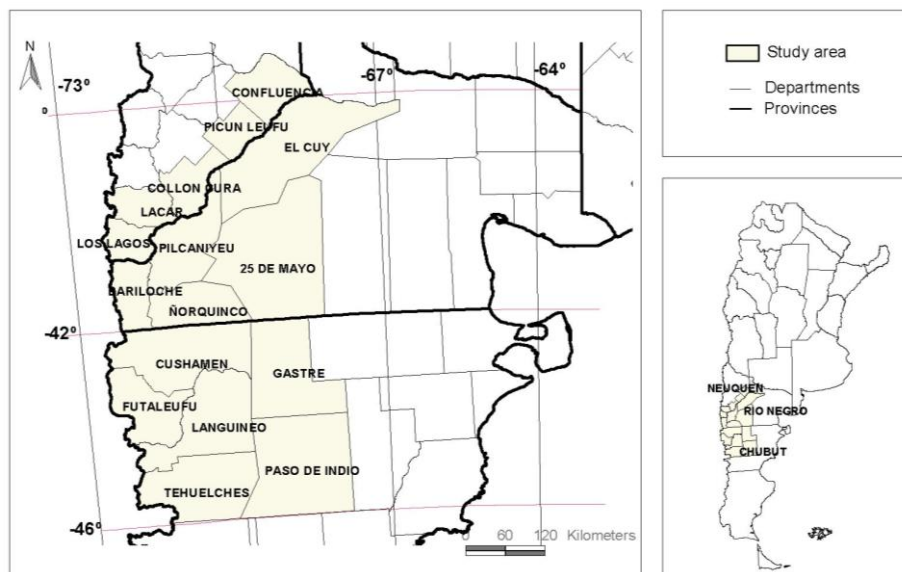 N
-73º
-67º
-64º
CONFLUENCIA
PICUN LEUFU
EL CUY
COLLON CURA
LACAR
LOS LAGOS
PILCANIYEU
25 DE MAYO
BARILOCHE
ÑORQUINCO
-42º
CUSHAMEN
GASTRE
FUTALEUFU
LANGUINEO
PASO DE INDIO
TEHUELCHES
-46º
0 60 120 Kilometers
Study area
Departments
Provinces
NEUQUEN
RIO NEGRO
CHUBUT